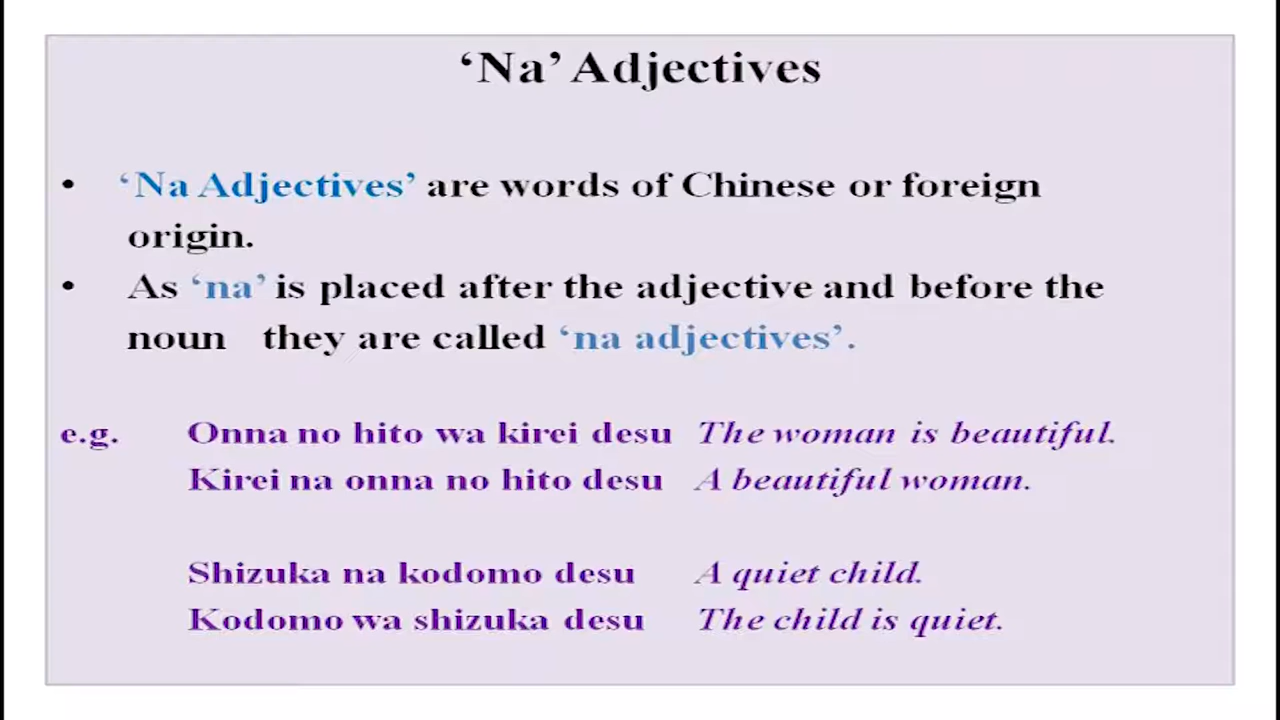 ‘Na’ Adjectives
• ‘Na Adjectives’ are words of Chinese or foreign
origin.
• As ‘na’ is placed after the adjective and before the
noun they are called ‘na adjectives’.
e.g. Onna no hito wa kirei desu The woman is beautiful.
Kirei na onna no hito desu A beautiful woman.
Shizuka na kodomo desu A quiet child.
Kodomo wa shizuka desu The child is quiet.